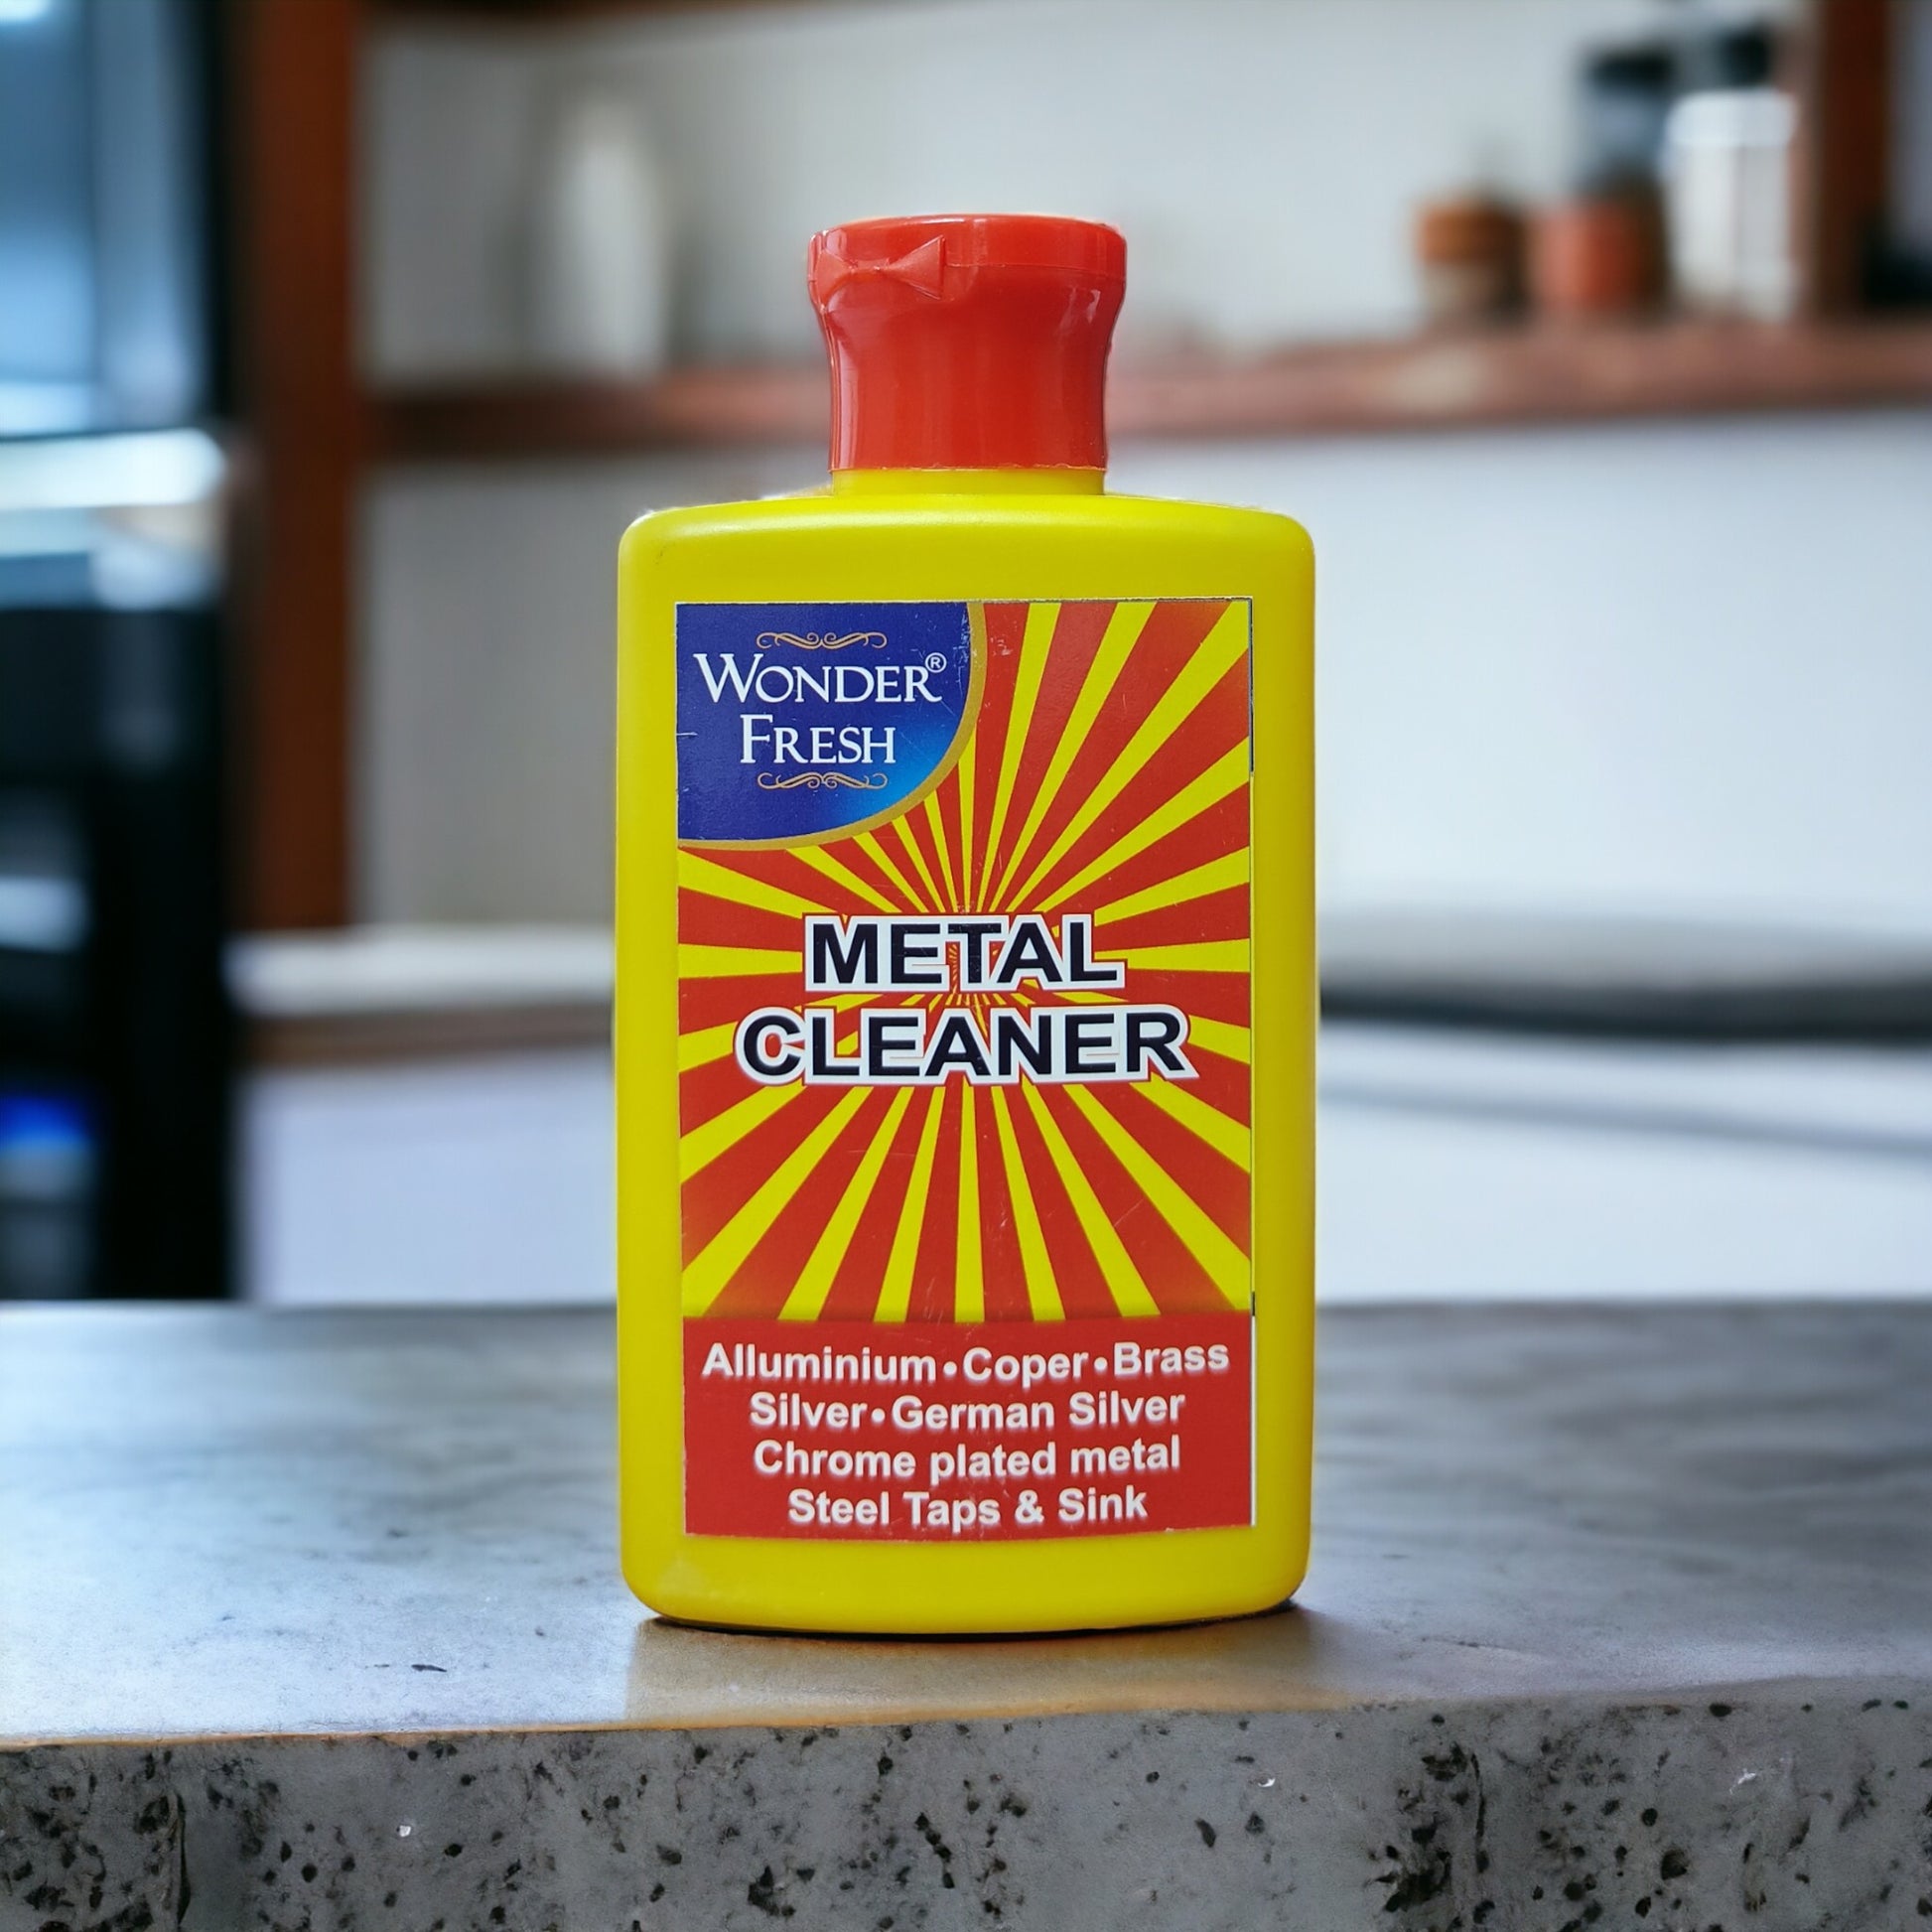 WONDER®
FRESH
METAL
CLEANER
Alluminium•Coper•Brass
Silver•German Silver
Chrome plated metal
Steel Taps & Sink